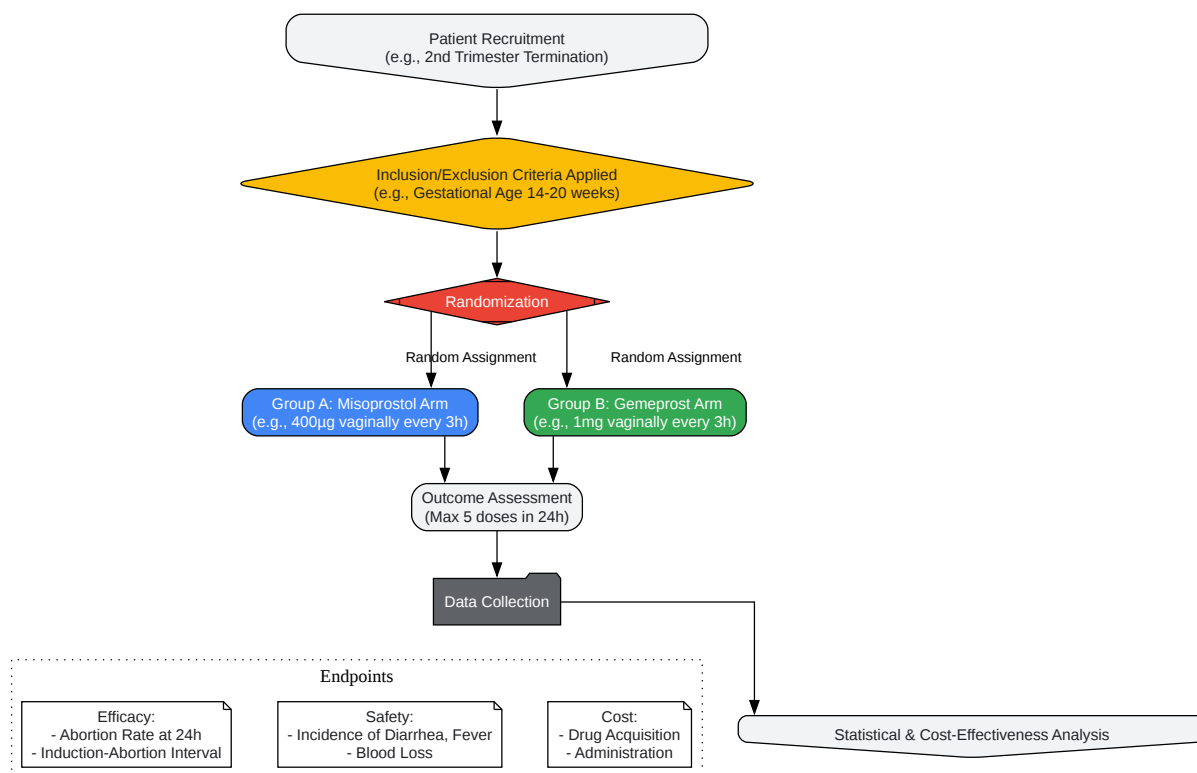 Patient Recruitment
(e.g., 2nd Trimester Termination)
Inclusion/Exclusion Criteria Applied
(e.g., Gestational Age 14-20 weeks)
Randomization
Random Assignment
Random Assignment
Group A: Misoprostol Arm
(e.g., 400µg vaginally every 3h)
Group B: Gemeprost Arm
(e.g., 1mg vaginally every 3h)
Outcome Assessment
(Max 5 doses in 24h)
Data Collection
Endpoints
Efficacy:
- Abortion Rate at 24h
- Induction-Abortion Interval
Safety:
- Incidence of Diarrhea, Fever
- Blood Loss
Cost:
- Drug Acquisition
- Administration
Statistical & Cost-Effectiveness Analysis